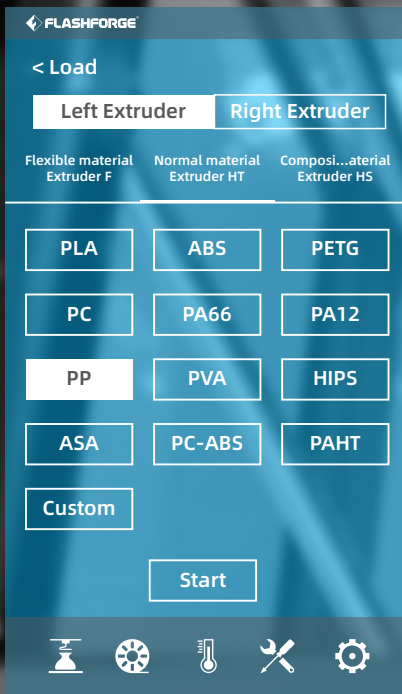 FLASHFORGE
< Load
Left Extruder Right Extruder
Flexible material Normal material Composi...aterial
Extruder F Extruder HT Extruder HS
PLA ABS PETG
PC PA66 PA12
PP PVA HIPS
ASA PC-ABS PAHT
Custom
Start